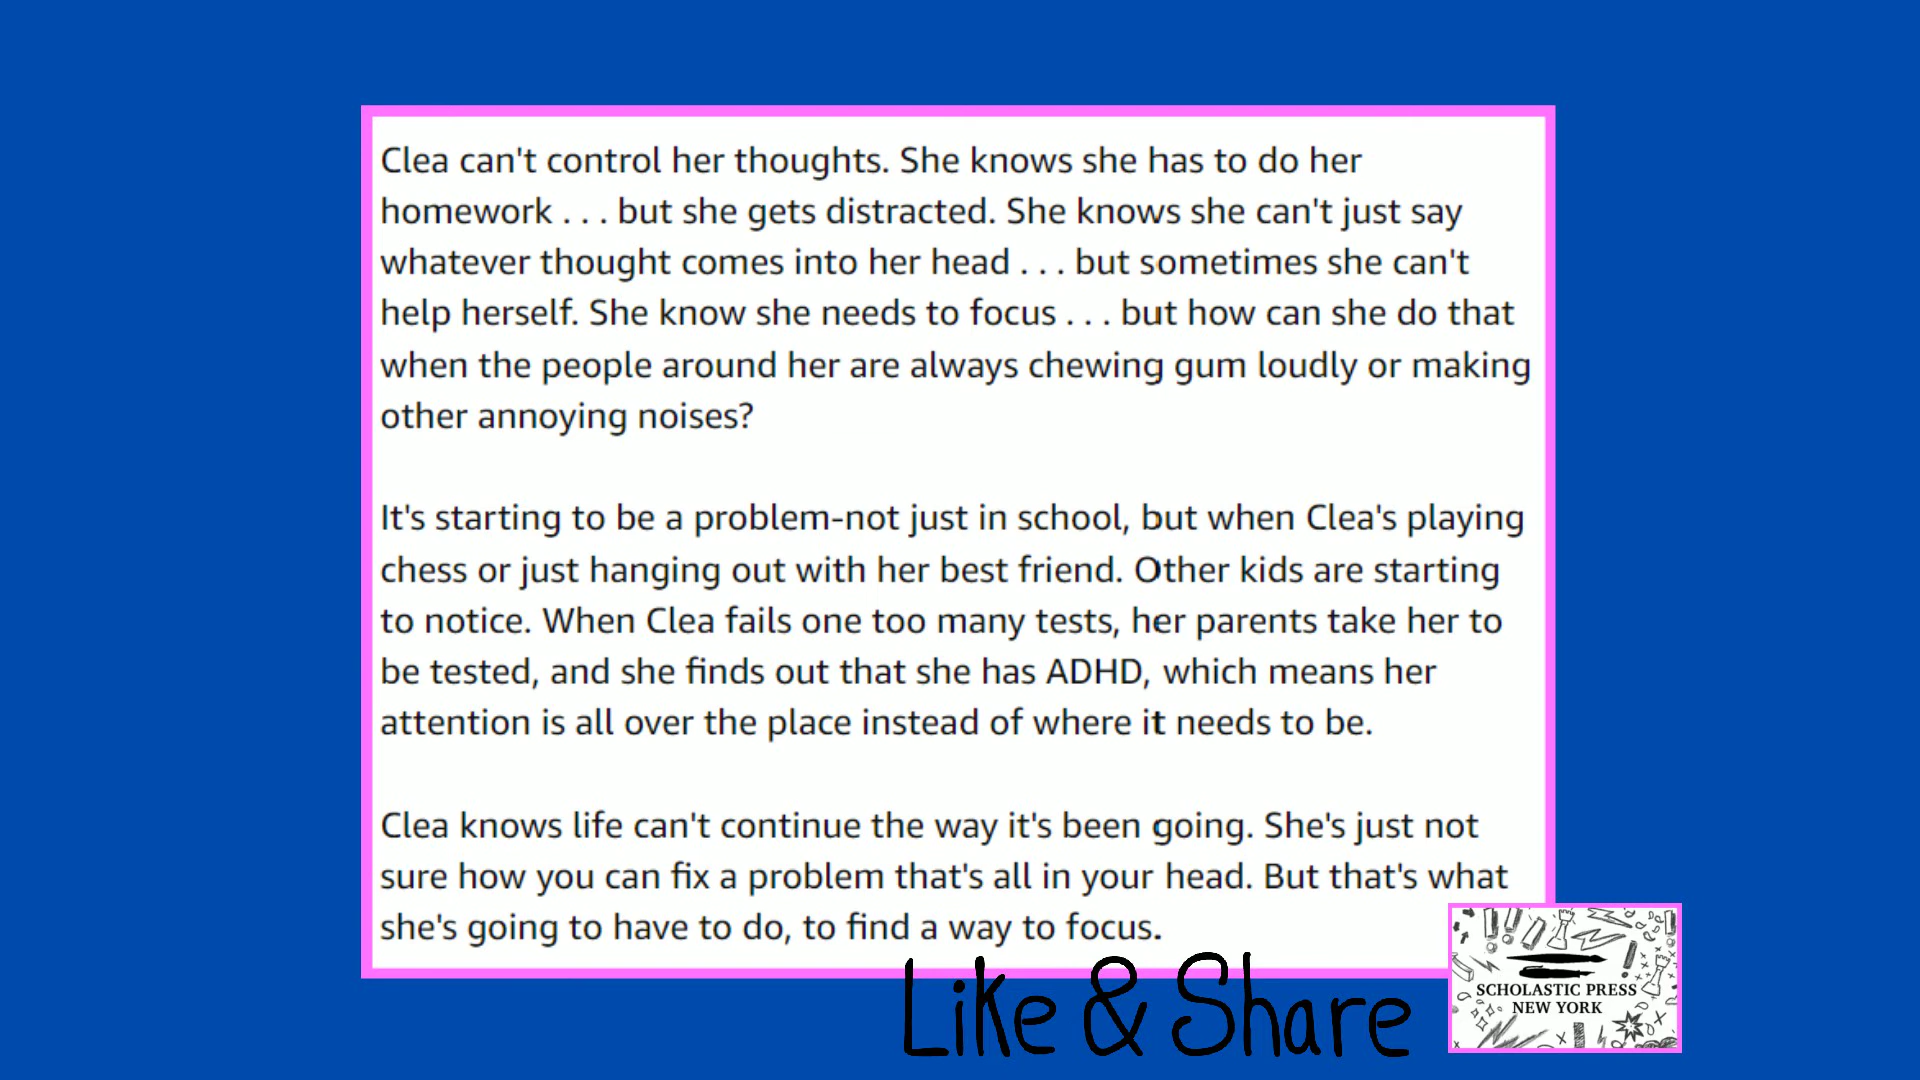 Clea can't control her thoughts. She knows she has to do her
homework . . . but she gets distracted. She knows she can't just say
whatever thought comes into her head . . . but sometimes she can't
help herself. She know she needs to focus . . . but how can she do that
when the people around her are always chewing gum loudly or making
other annoying noises?
It's starting to be a problem-not just in school, but when Clea's playing
chess or just hanging out with her best friend. Other kids are starting
to notice. When Clea fails one too many tests, her parents take her to
be tested, and she finds out that she has ADHD, which means her
attention is all over the place instead of where it needs to be.
Clea knows life can't continue the way it's been going. She's just not
sure how you can fix a problem that's all in your head. But that's what
she's going to have to do, to find a way to focus.
Like & Share
SCHOLASTIC PRESS
NEW YORK